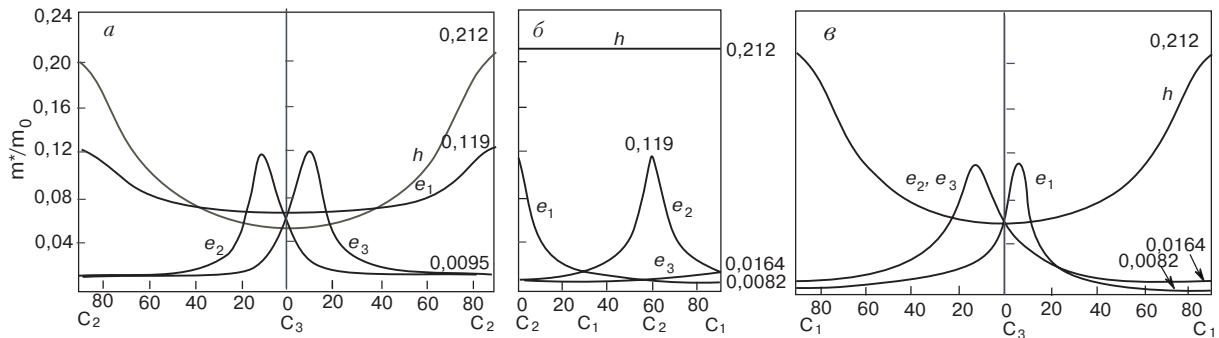 0,24
0,20
0,16
0,12
0,08
0,04
m*/m0
а
0,212
0,119
h
e1
e2
e3
0,0095
80 60 40 20 0 20 40 60 80
C2 C3 C2
б
h
0,212
0,119
e1
e2
e3
0,0164
0,0082
0 20 40 60 80
C2 C1 C2 C1
в
0,212
h
e2, e3
e1
0,0164
0,0082
80 60 40 20 0 20 40 60 80
C1 C3 C1